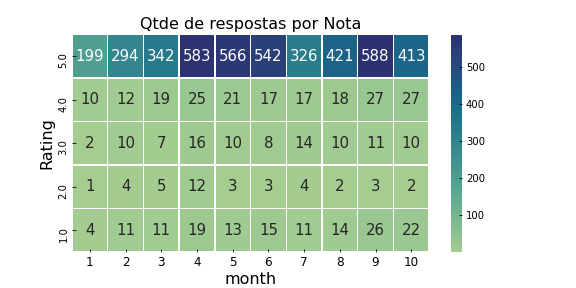 Qtde de respostas por Nota
5.0 199 294 342 583 566 542 326 421 588 413
4.0 10 12 19 25 21 17 17 18 27 27
3.0 2 10 7 16 10 8 14 10 11 10
2.0 1 4 5 12 3 3 4 2 3 2
1.0 4 11 11 19 13 15 11 14 26 22
1 2 3 4 5 6 7 8 9 10
month
Rating
500
400
300
200
100